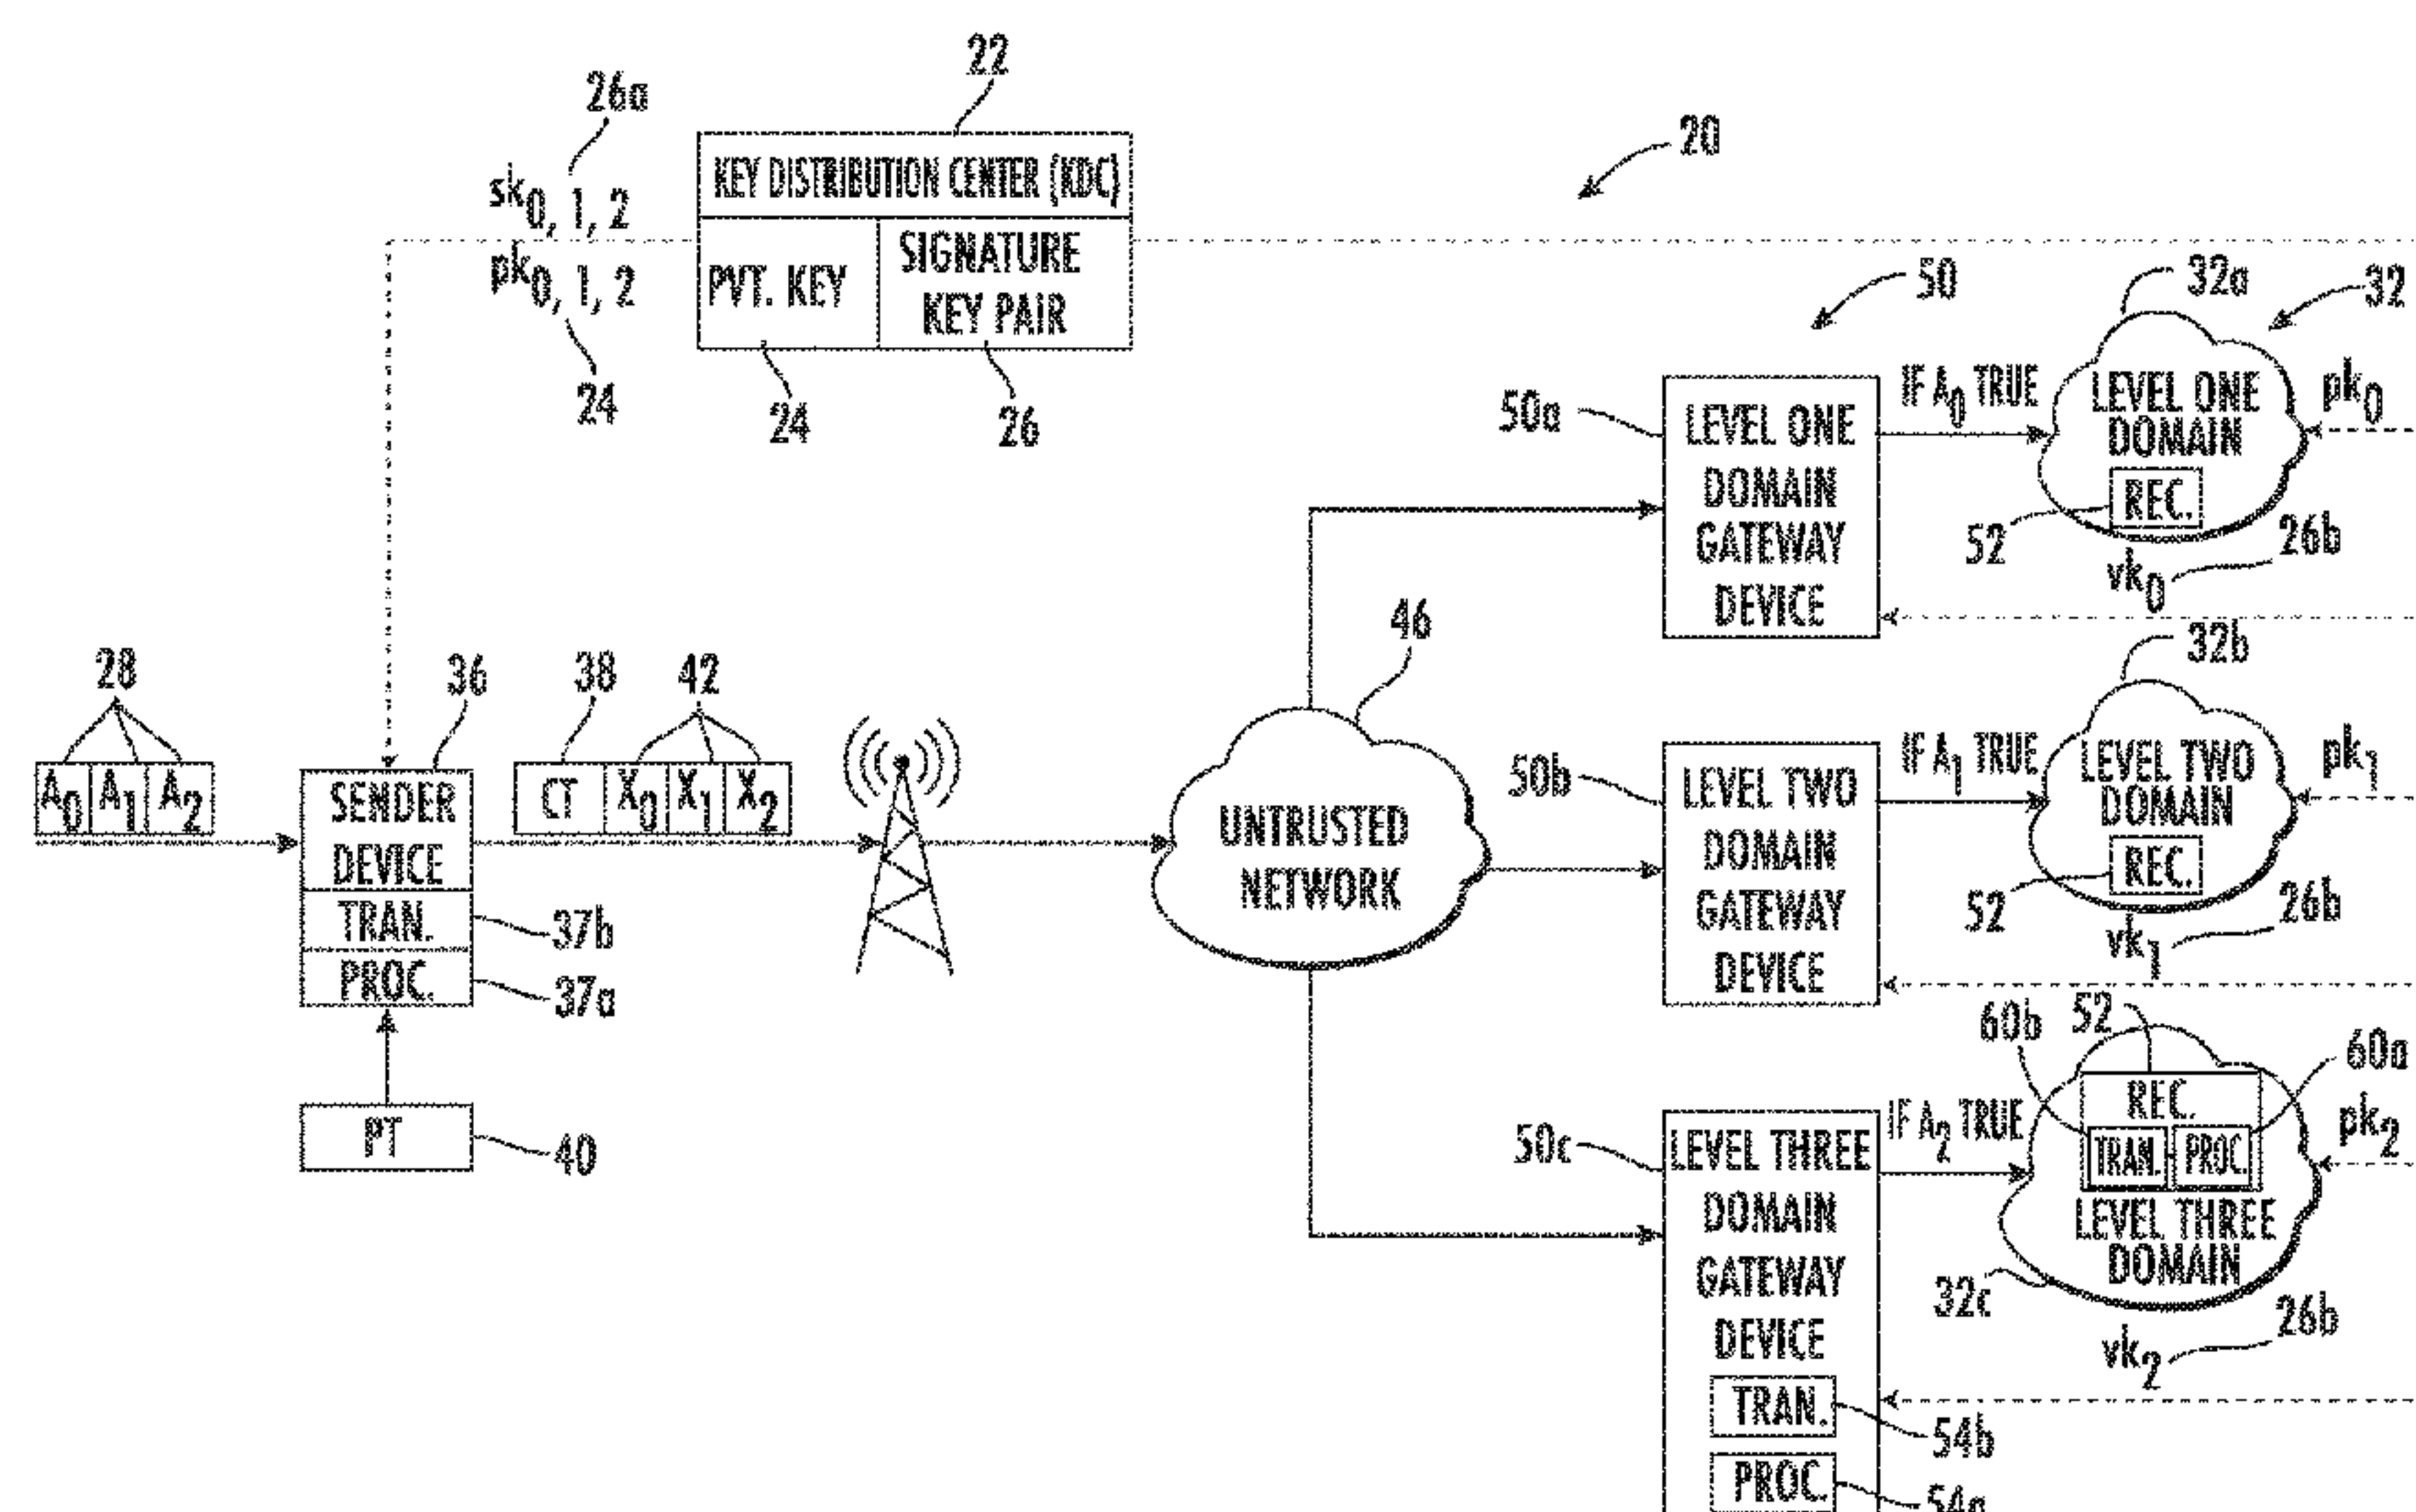 22
26a
20
KEY DISTRIBUTION CENTER (KDC)
sk0, 1, 2
pk0, 1, 2
PVT. KEY
SIGNATURE
KEY PAIR
24
24
26
50
32a
32
50a
LEVEL ONE
DOMAIN
GATEWAY
DEVICE
IF A0 TRUE
LEVEL ONE
DOMAIN
REC.
pk0
52
26b
vk0
46
28
36
38
42
A0 A1 A2
SENDER
DEVICE
TRAN.
PROC.
37b
37a
CT X0 X1 X2
UNTRUSTED
NETWORK
PT
40
50b
LEVEL TWO
DOMAIN
GATEWAY
DEVICE
IF A1 TRUE
32b
LEVEL TWO
DOMAIN
REC.
pk1
52
26b
vk1
50c
LEVEL THREE
DOMAIN
GATEWAY
DEVICE
TRAN.
54b
PROC.
54a
IF A2 TRUE
60b
52
60a
REC.
TRAN.
PROC.
LEVEL THREE
DOMAIN
pk2
32c
26b
vk2